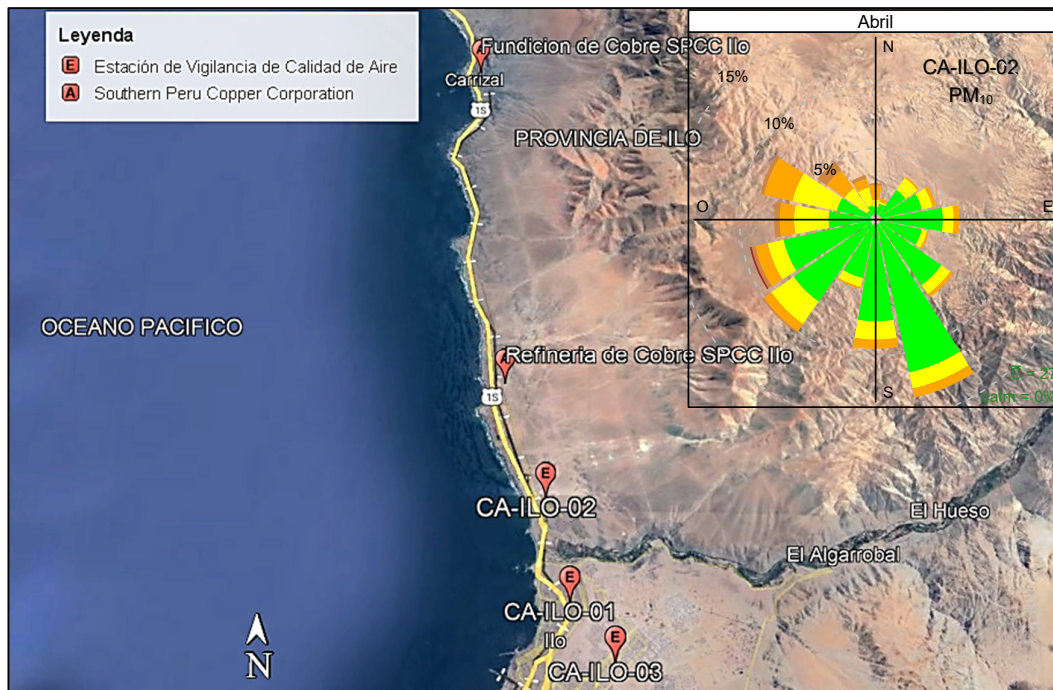 Leyenda
E Estación de Vigilancia de Calidad de Aire
A Southern Peru Copper Corporation
Fundicion de Cobre SPCC Ilo
Carrizal
1S
PROVINCIA DE ILO
OCEANO PACIFICO
A Refineria de Cobre SPCC Ilo
1S
E
CA-ILO-02
El Hueso
El Algarrobal
E
CA-ILO-01
Ilo
E
CA-ILO-03
N
Abril
N
CA-ILO-02
PM10
15%
10%
5%
O
E
S
calm = 0%